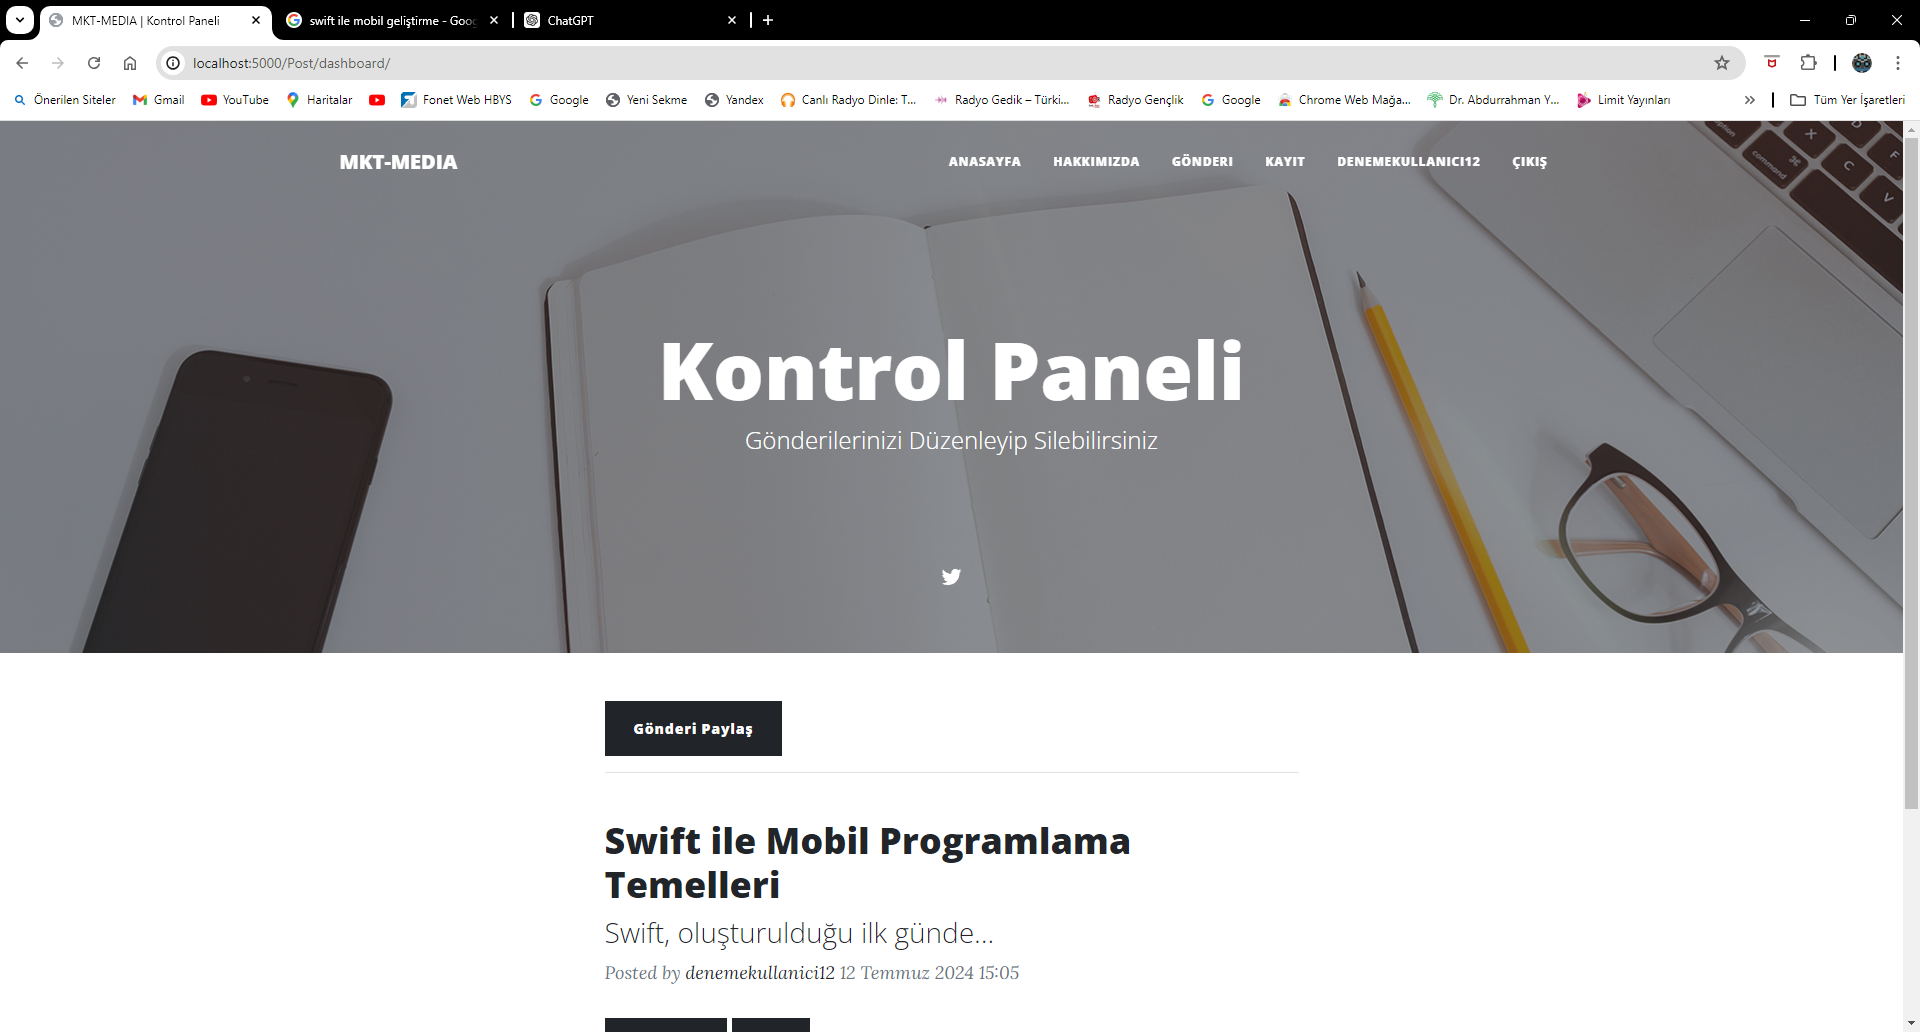 MKT-MEDIA | Kontrol Paneli
swift ile mobil geliştirme - Goo
ChatGPT
localhost:5000/Post/dashboard/
Önerilen Siteler
Gmail
YouTube
Haritalar
Fonet Web HBYS
Google
Yeni Sekme
Yandex
Canlı Radyo Dinle: T...
Radyo Gedik – Türki...
Radyo Gençlik
Google
Chrome Web Mağa...
Dr. Abdurrahman Y...
Limit Yayınları
Tüm Yer İşaretleri
MKT-MEDIA
ANASAYFA
HAKKIMIZDA
GÖNDERI
KAYIT
DENEMEKULLANICI12
ÇIKIŞ
option
command
X
C
V
D
F
Kontrol Paneli
Gönderilerinizi Düzenleyip Silebilirsiniz
Gönderi Paylaş
Swift ile Mobil Programlama
Temelleri
Swift, oluşturulduğu ilk günde...
Posted by denemekullanici12 12 Temmuz 2024 15:05